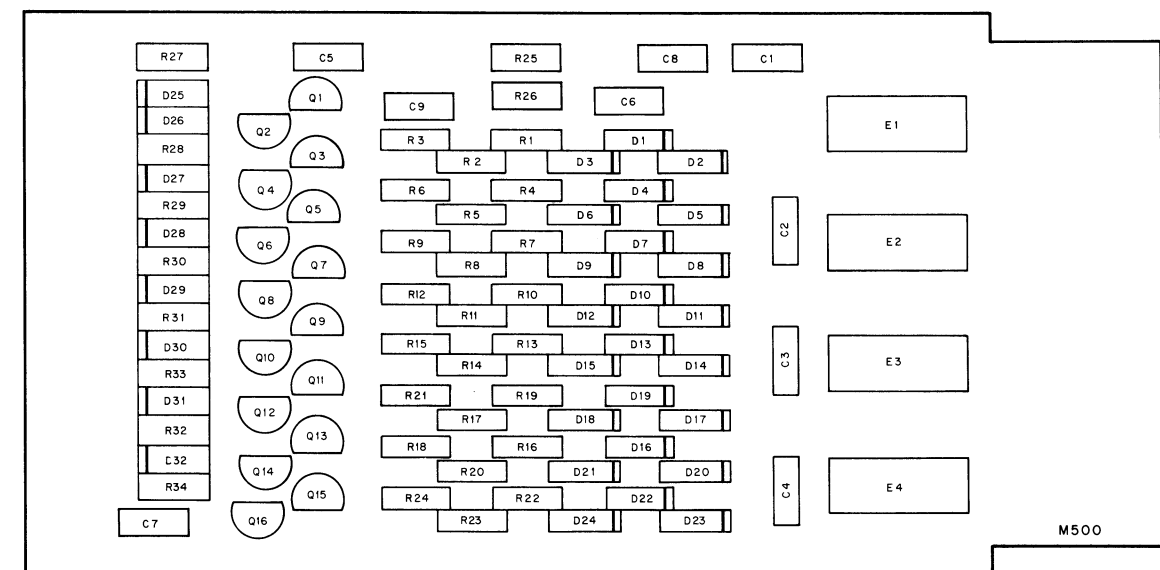 R27 C5 R25 C8 C1
D25 Q1 C9 R26 C6 E1
D26 Q2
R3 R1 D1
R28 Q3 R2 D3 D2
D27 Q4 R6 R4 D4
R29 Q5 R5 D6 D5
D28 Q6 R9 R7 D7 C2 E2
R30 Q7 R8 D9 D8
D29 Q8 R12 R10 D10
R31 Q9 R11 D12 D11
D30 Q10 R15 R13 D13
R33 Q11 R14 D15 D14 C3 E3
D31 Q12 R21 R19 D19
R32 Q13 R17 D18 D17
R18 R16 D16
D32 Q14 R20 D21 D20
R34 Q15 R24 R22 D22 C4 E4
C7 Q16 R23 D24 D23
M500